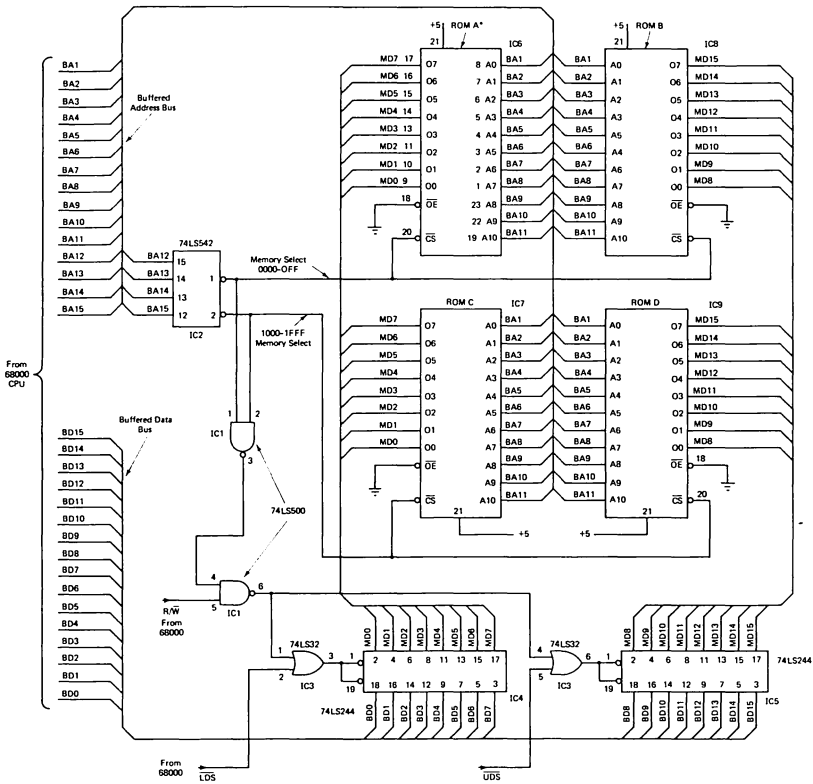 +5
ROM A*
21
IC6
+5
ROM B
21
IC8
BA1
BA2
BA3
BA4
BA5
BA6
BA7
BA8
BA9
BA10
BA11
BA12
BA13
BA14
BA15
Buffered
Address Bus
From
68000
CPU
74LS542
BA12 I5
BA13 14
BA14 13
BA15 12
1
2
IC2
Memory Select
0000-OFF
1000-1FFF
Memory Select
MD7 17 O7 8 A0 BA1 BA1 A0 O7 MD15
MD6 16 O6 7 A1 BA2 BA2 A1 O6 MD14
MD5 15 O5 6 A2 BA3 BA3 A2 O5 MD13
MD4 14 O4 5 A3 BA4 BA4 A3 O4 MD12
MD3 13 O3 4 A4 BA5 BA5 A4 O3 MD11
MD2 11 O2 3 A5 BA6 BA6 A5 O2 MD10
MD1 10 O1 2 A6 BA7 BA7 A6 O1 MD9
MD0 9 O0 1 A7 BA8 BA8 A7 O0 MD8
18 OE 23 A8 BA9 BA9 A8 OE
22 A9 BA10 BA10 A9
20 CS 19 A10 BA11 BA11 A10 CS
ROM C
IC7
ROM D
IC9
MD7 O7 A0 BA1 BA1 A0 O7 MD15
MD6 O6 A1 BA2 BA2 A1 O6 MD14
MD5 O5 A2 BA3 BA3 A2 O5 MD13
MD4 O4 A3 BA4 BA4 A3 O4 MD12
MD3 O3 A4 BA5 BA5 A4 O3 MD11
MD2 O2 A5 BA6 BA6 A5 O2 MD10
MD1 O1 A6 BA7 BA7 A6 O1 MD9
MD0 O0 A7 BA8 BA8 A7 O0 MD8
OE A8 BA9 BA9 A8 OE 18
A9 BA10 BA10 A9
CS A10 BA11 BA11 A10 CS 20
21
+5
21
+5
Buffered Data
Bus
BD15
BD14
BD13
BD12
BD11
BD10
BD9
BD8
BD7
BD6
BD5
BD4
BD3
BD2
BD1
BD0
1 2
IC1
3
74LS500
4
5
6
IC1
R/W
From
68000
74LS32
1
2
3
IC3
MD0 MD1 MD2 MD3 MD4 MD5 MD6 MD7
1 2 4 6 8 11 13 15 17
19 18 16 14 12 9 7 5 3
IC4
74LS244
BD0 BD1 BD2 BD3 BD4 BD5 BD6 BD7
74LS32
4
5
6
IC3
MD8 MD9 MD10 MD11 MD12 MD13 MD14 MD15
74LS244
1 2 4 6 8 11 13 15 17
19 18 16 14 12 9 7 5 3
IC5
BD8 BD9 BD10 BD11 BD12 BD13 BD14 BD15
From
68000
LDS
UDS